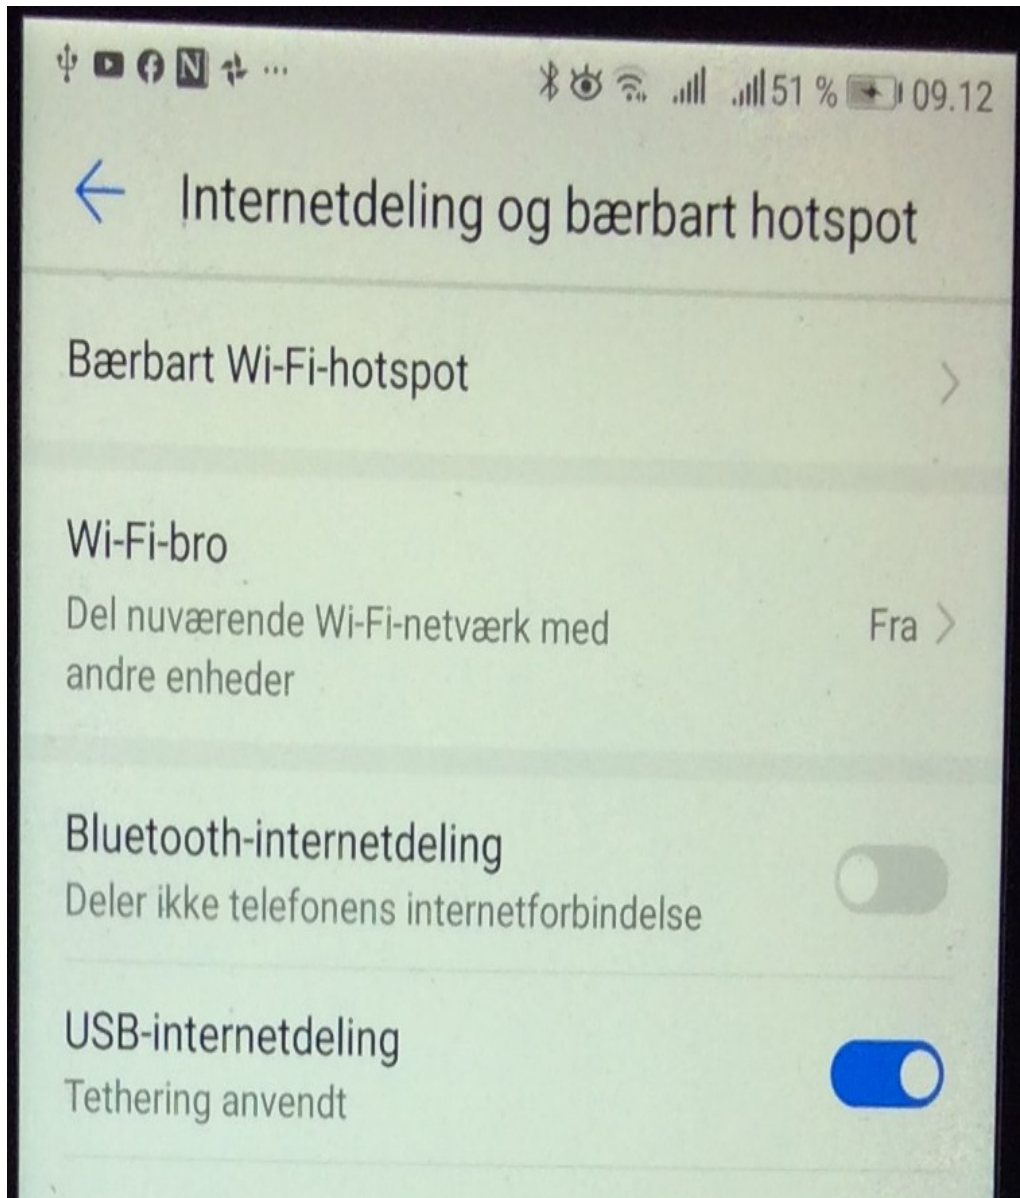 N ... 51 % 09.12
Internetdeling og bærbart hotspot
Bærbart Wi-Fi-hotspot
Wi-Fi-bro
Del nuværende Wi-Fi-netværk med
andre enheder
Fra
Bluetooth-internetdeling
Deler ikke telefonens internetforbindelse
USB-internetdeling
Tethering anvendt